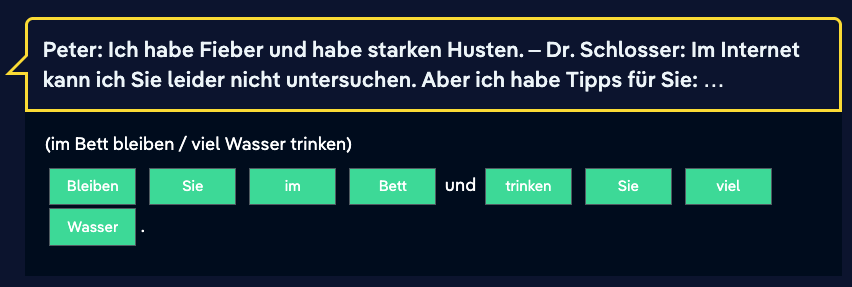 Peter: Ich habe Fieber und habe starken Husten. – Dr. Schlosser: Im Internet
kann ich Sie leider nicht untersuchen. Aber ich habe Tipps für Sie: …
(im Bett bleiben / viel Wasser trinken)
Bleiben Sie im Bett und trinken Sie viel
Wasser .